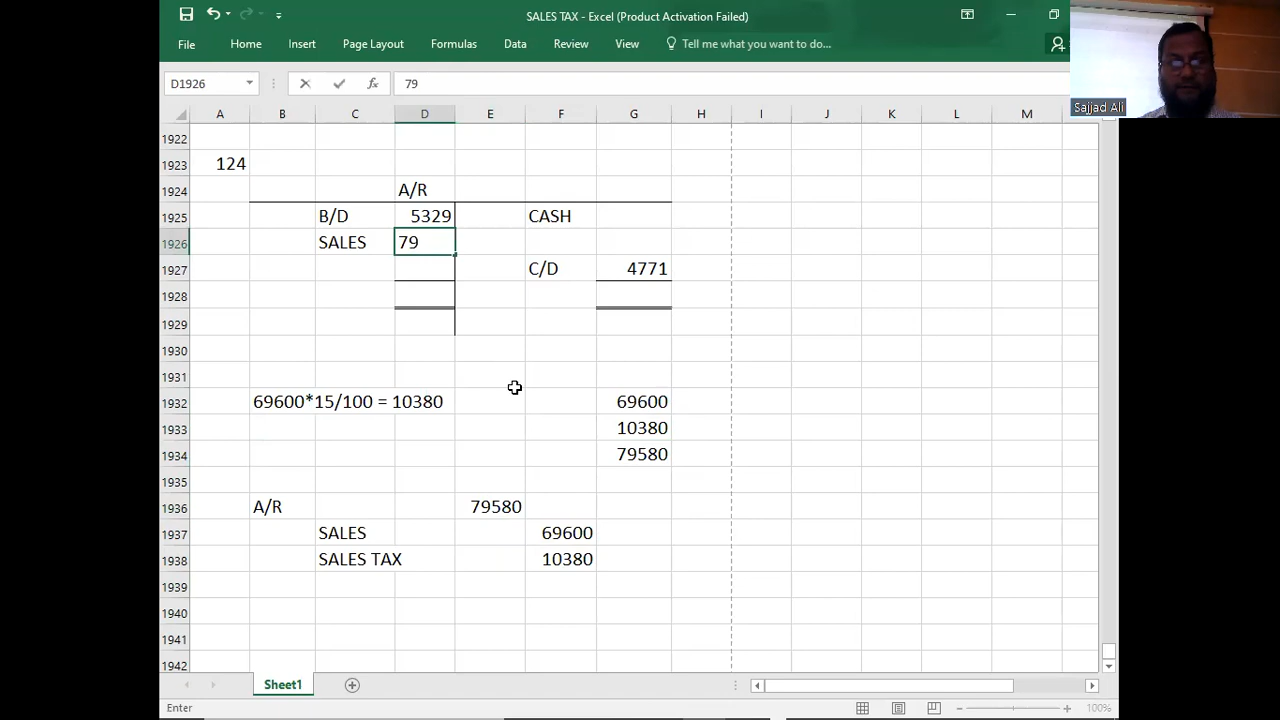 SALES TAX - Excel (Product Activation Failed)
File Home Insert Page Layout Formulas Data Review View Tell me what you want to do...
D1926 fx 79
Sajjad Ali
A B C D E F G H I J K L M
1922
1923 124
1924 A/R
1925 B/D 5329 CASH
1926 SALES 79
1927 C/D 4771
1928
1929
1930
1931
1932 69600*15/100 = 10380 69600
1933 10380
1934 79580
1935
1936 A/R 79580
1937 SALES 69600
1938 SALES TAX 10380
1939
1940
1941
1942
Sheet1
Enter 100%